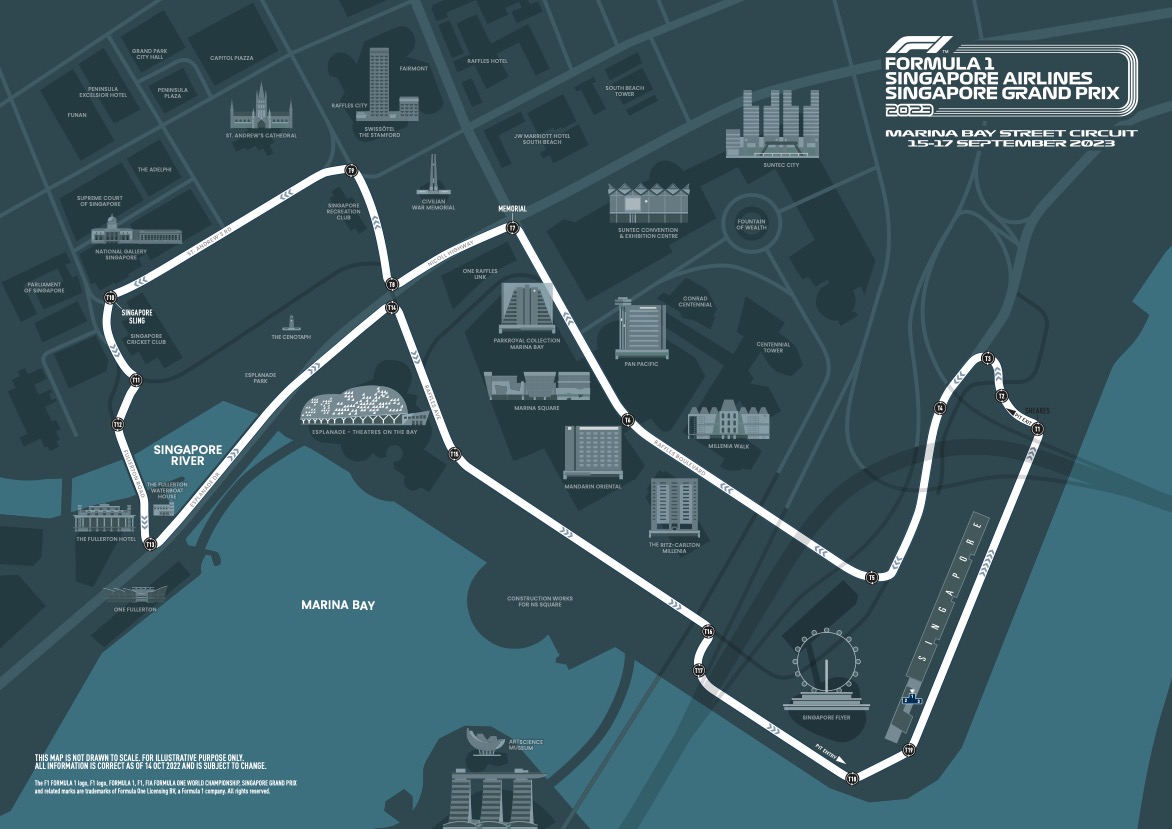 FORMULA 1
SINGAPORE AIRLINES
SINGAPORE GRAND PRIX
2023
MARINA BAY STREET CIRCUIT
15-17 SEPTEMBER 2023
GRAND PARK
CITY HALL
CAPITOL PIAZZA
RAFFLES HOTEL
FAIRMONT
PENINSULA
EXCELSIOR HOTEL
PENINSULA
PLAZA
SOUTH BEACH
TOWER
RAFFLES CITY
FUNAN
ST. ANDREW'S CATHEDRAL
SWISSÔTEL
THE STAMFORD
JW MARRIOTT HOTEL
SOUTH BEACH
SUNTEC CITY
THE ADELPHI
T9
SUPREME COURT
OF SINGAPORE
CIVILIAN
WAR MEMORIAL
SINGAPORE
RECREATION
CLUB
MEMORIAL
T7
FOUNTAIN
OF WEALTH
SUNTEC CONVENTION
& EXHIBITION CENTRE
NATIONAL GALLERY
SINGAPORE
ST. ANDREW'S RD
NICOLL HIGHWAY
ONE RAFFLES
LINK
PARLIAMENT
OF SINGAPORE
T8
T10
T14
CONRAD
CENTENNIAL
SINGAPORE
SLING
SINGAPORE
CRICKET CLUB
THE CENOTAPH
PARKROYAL COLLECTION
MARINA BAY
CENTENNIAL
TOWER
PAN PACIFIC
T3
ESPLANADE
PARK
T11
RAFFLES AVE
MARINA SQUARE
T2
T4
SHEARES
PIT EXIT
T1
T12
T6
ESPLANADE - THEATRES ON THE BAY
MILLENIA WALK
SINGAPORE
RIVER
T15
RAFFLES BOULEVARD
FULLERTON ROAD
ESPLANADE DR
THE FULLERTON
WATERBOAT
HOUSE
MANDARIN ORIENTAL
THE FULLERTON HOTEL
T13
THE RITZ-CARLTON
MILLENIA
SINGAPORE
T5
ONE FULLERTON
MARINA BAY
CONSTRUCTION WORKS
FOR NS SQUARE
T16
T17
2 1 3
SINGAPORE FLYER
ARTSCIENCE
MUSEUM
PIT ENTRY
T19
T18
THIS MAP IS NOT DRAWN TO SCALE. FOR ILLUSTRATIVE PURPOSE ONLY.
ALL INFORMATION IS CORRECT AS OF 14 OCT 2022 AND IS SUBJECT TO CHANGE.
The F1 FORMULA 1 logo, F1 logo, FORMULA 1, F1, FIA FORMULA ONE WORLD CHAMPIONSHIP, SINGAPORE GRAND PRIX
and related marks are trademarks of Formula One Licensing BV, a Formula 1 company. All rights reserved.